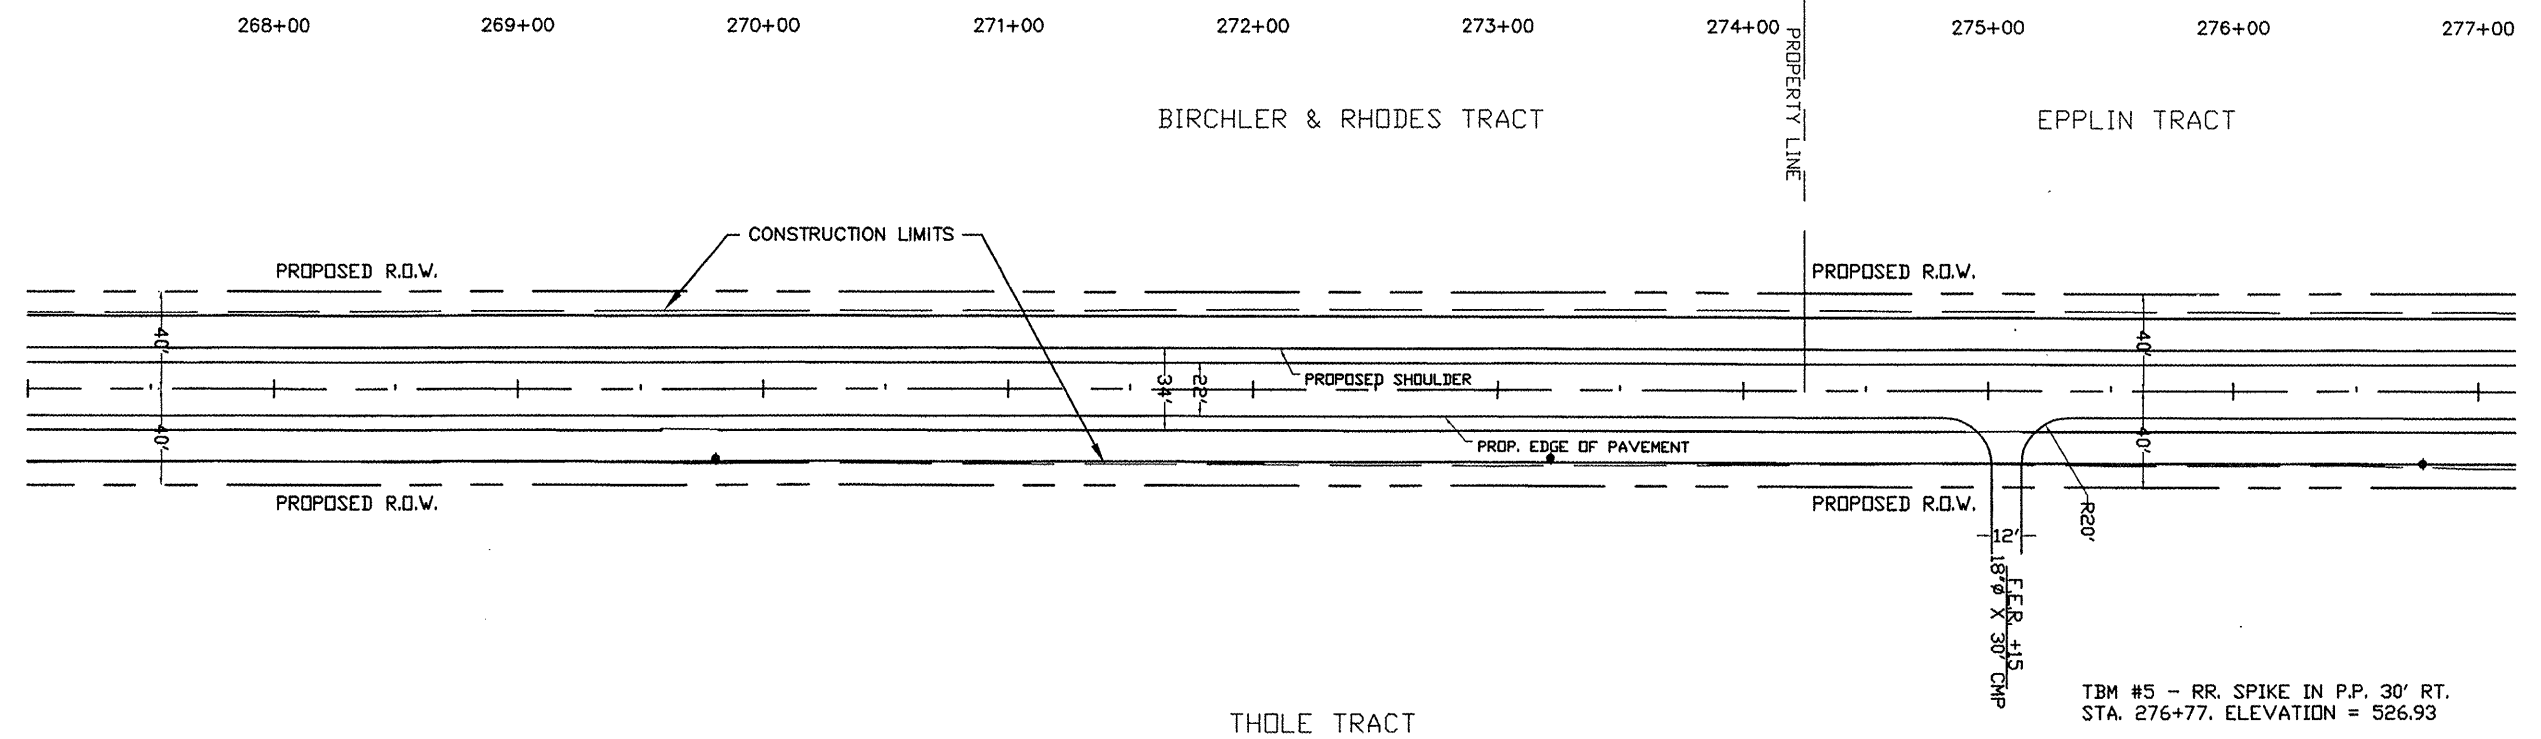 268+00 269+00 270+00 271+00 272+00 273+00 274+00 275+00 276+00 277+00
PROPERTY LINE
BIRCHLER & RHODES TRACT
EPPLIN TRACT
CONSTRUCTION LIMITS
PROPOSED R.O.W.
PROPOSED R.O.W.
40'
40'
34'
22'
PROPOSED SHOULDER
40'
40'
PROP. EDGE OF PAVEMENT
PROPOSED R.O.W.
PROPOSED R.O.W.
R20'
12'
F.E.R. +15
18"ø X 30' CMP
TBM #5 - RR. SPIKE IN P.P. 30' RT.
STA. 276+77. ELEVATION = 526.93
THOLE TRACT